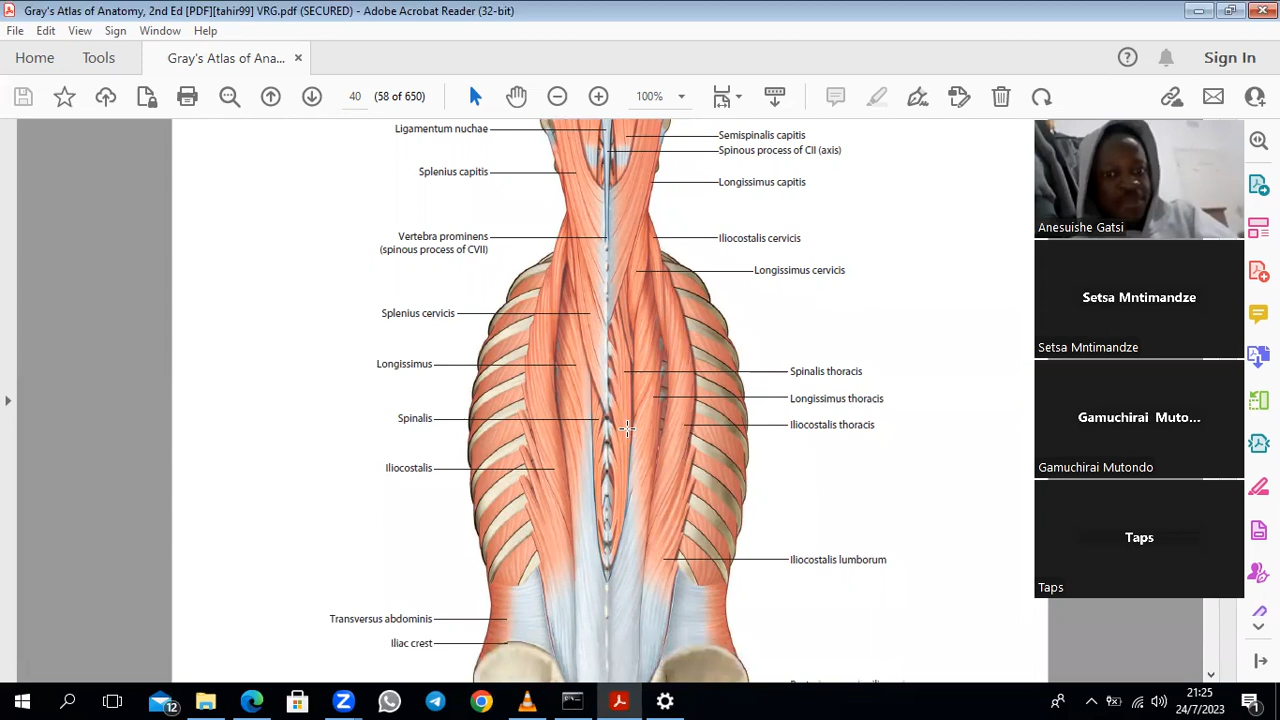 Gray's Atlas of Anatomy, 2nd Ed [PDF][tahir99] VRG.pdf (SECURED) - Adobe Acrobat Reader (32-bit)
File Edit View Sign Window Help
Home Tools Gray's Atlas of Ana... × Sign In
40 (58 of 650) 100%
Ligamentum nuchae
Semispinalis capitis
Spinous process of CII (axis)
Splenius capitis
Longissimus capitis
Vertebra prominens
(spinous process of CVII)
Iliocostalis cervicis
Longissimus cervicis
Splenius cervicis
Longissimus
Spinalis thoracis
Longissimus thoracis
Spinalis
Iliocostalis thoracis
Iliocostalis
Iliocostalis lumborum
Transversus abdominis
Iliac crest
Anesuishe Gatsi
Setsa Mntimandze
Setsa Mntimandze
Gamuchirai Muto...
Gamuchirai Mutondo
Taps
Taps
12
21:25
24/7/2023
1